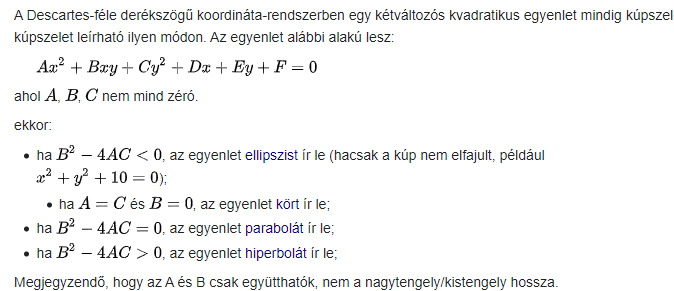 A Descartes-féle derékszögű koordináta-rendszerben egy kétváltozós kvadratikus egyenlet mindig kúpszel
kúpszelet leírható ilyen módon. Az egyenlet alábbi alakú lesz:
Ax² + Bxy + Cy² + Dx + Ey + F = 0
ahol A, B, C nem mind zéró.
ekkor:
• ha B² − 4AC < 0, az egyenlet ellipszist ír le (hacsak a kúp nem elfajult, például
x² + y² + 10 = 0);
• ha A = C és B = 0, az egyenlet kört ír le;
• ha B² − 4AC = 0, az egyenlet parabolát ír le;
• ha B² − 4AC > 0, az egyenlet hiperbolát ír le;
Megjegyzendő, hogy az A és B csak együtthatók, nem a nagytengely/kistengely hossza.